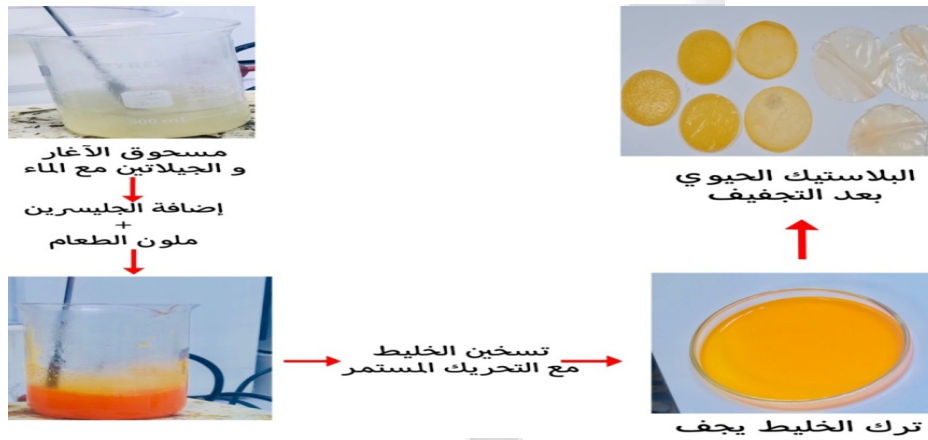 مسحوق الآغار
و الجيلاتين مع الماء
إضافة الجليسرين
+
ملون الطعام
تسخين الخليط
مع التحريك المستمر
ترك الخليط يجف
البلاستيك الحيوي
بعد التجفيف